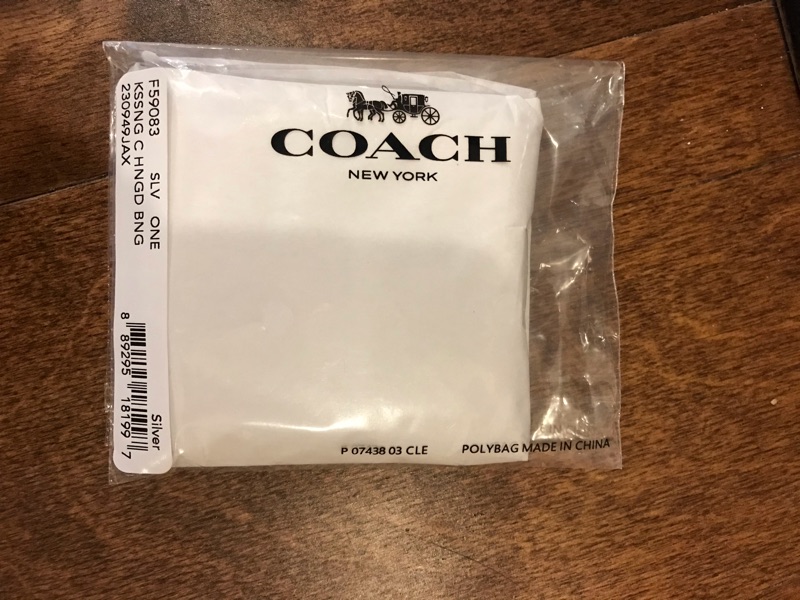 COACH
NEW YORK
F59083 SLV ONE
KSSNG C HNGD BNG
230949JAX
Silver
8 89295 18199 7
P 07438 03 CLE
POLYBAG MADE IN CHINA